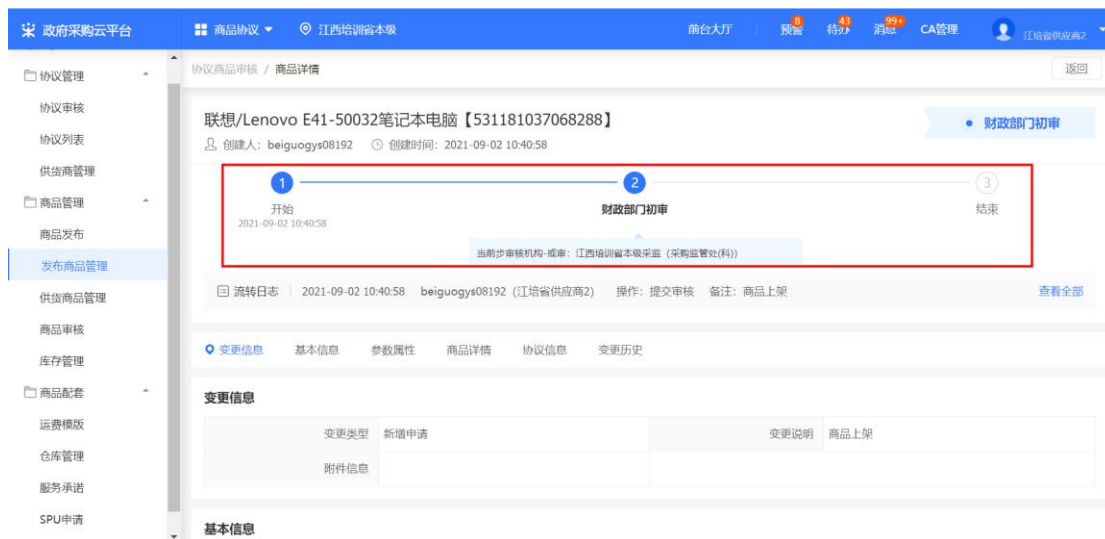 政府采购云平台 商品协议 江西培训省本级 前台大厅 预警 8 待办 43 消息 99+ CA管理 江培省供应商2
协议管理
协议审核
协议列表
供货商管理
商品管理
商品发布
发布商品管理
供货商品管理
商品审核
库存管理
商品配套
运费模版
仓库管理
服务承诺
SPU申请
协议商品审核 / 商品详情 返回
联想/Lenovo E41-50032笔记本电脑【531181037068288】 财政部门初审
创建人：beiguogys08192 创建时间：2021-09-02 10:40:58
1 2 3
开始 财政部门初审 结束
2021-09-02 10:40:58
当前步审核机构-或审：江西培训省本级采监（采购监管处(科)）
流转日志 2021-09-02 10:40:58 beiguogys08192（江培省供应商2） 操作：提交审核 备注：商品上架 查看全部
变更信息 基本信息 参数属性 商品详情 协议信息 变更历史
变更信息
变更类型 新增申请 变更说明 商品上架
附件信息
基本信息